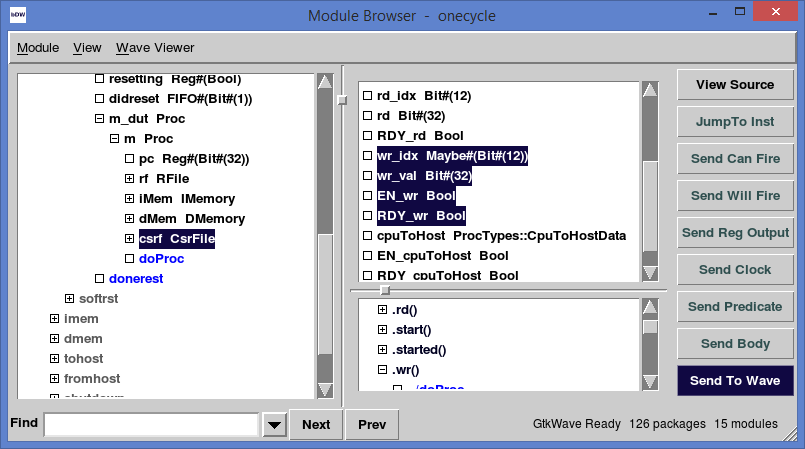 bDW
Module Browser - onecycle
Module View Wave Viewer
resetting Reg#(Bool)
didreset FIFO#(Bit#(1))
m_dut Proc
m Proc
pc Reg#(Bit#(32))
rf RFile
iMem IMemory
dMem DMemory
csrf CsrFile
doProc
donerest
softrst
imem
dmem
tohost
fromhost
shutdown
rd_idx Bit#(12)
rd Bit#(32)
RDY_rd Bool
wr_idx Maybe#(Bit#(12))
wr_val Bit#(32)
EN_wr Bool
RDY_wr Bool
cpuToHost ProcTypes::CpuToHostData
EN_cpuToHost Bool
RDY_cpuToHost Bool
.rd()
.start()
.started()
.wr()
/doProc
View Source
JumpTo Inst
Send Can Fire
Send Will Fire
Send Reg Output
Send Clock
Send Predicate
Send Body
Send To Wave
Find
Next
Prev
GtkWave Ready 126 packages 15 modules